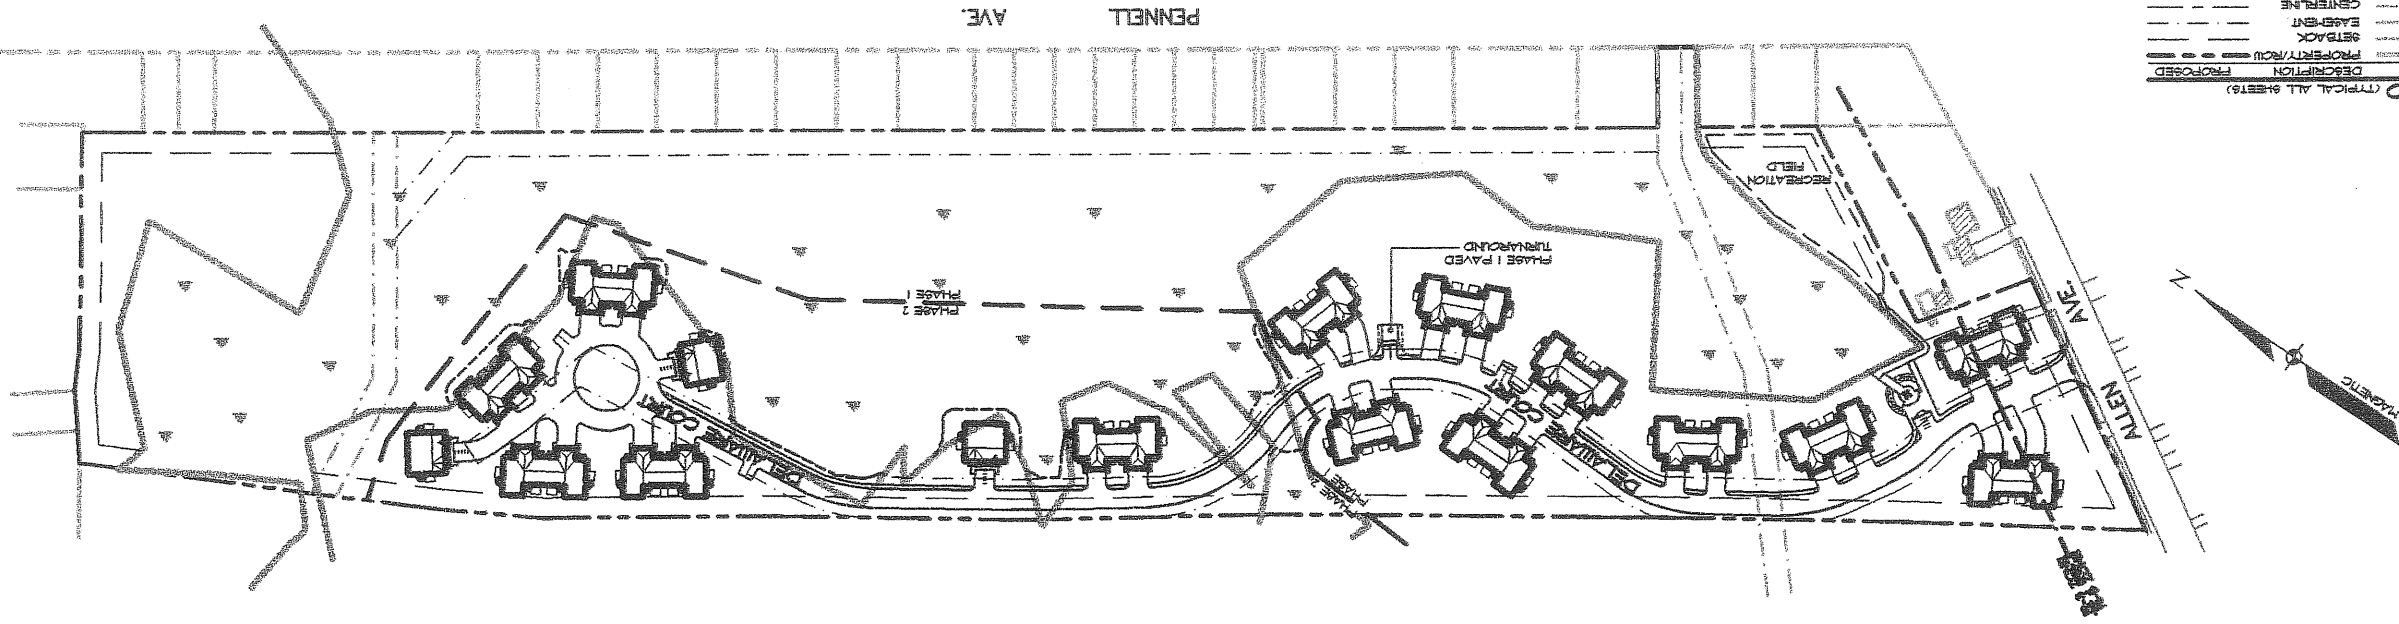 PENNELL AVE.
(TYPICAL ALL SHEETS)
DESCRIPTION PROPOSED
PROPERTY/ROW
SETBACK
EASEMENT
CENTERLINE
RECREATION
FIELD
PHASE 1 PAVED
TURNAROUND
PHASE 2
PHASE 1
DELAWARE COURT
DELAWARE COURT
PHASE
ALLEN AVE.
MAGNETIC
N